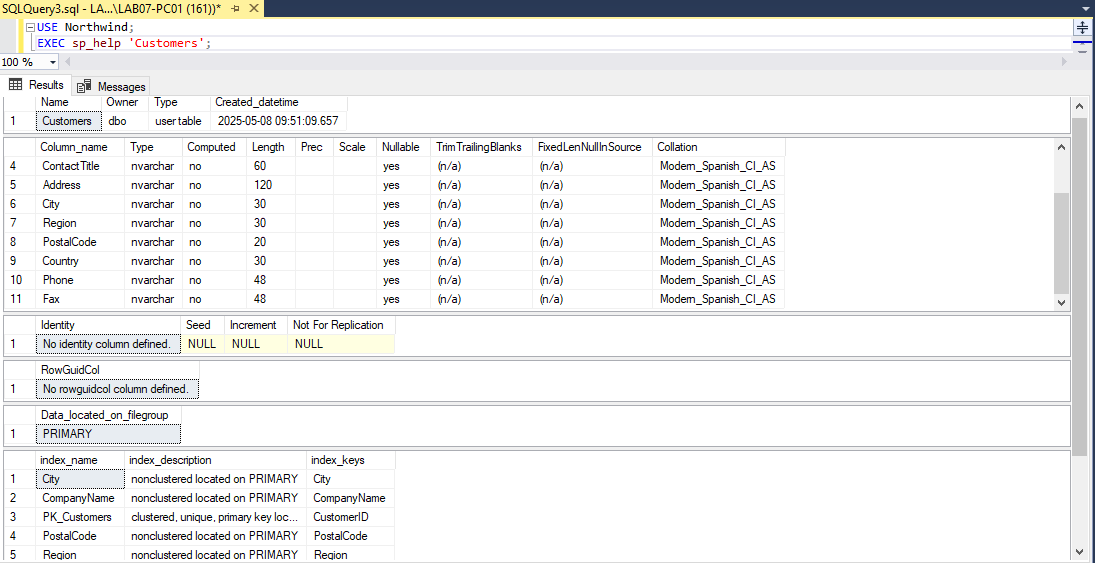 SQLQuery3.sql - LA...\LAB07-PC01 (161))*
USE Northwind;
EXEC sp_help 'Customers';
100 %
Results Messages
Name Owner Type Created_datetime
1 Customers dbo user table 2025-05-08 09:51:09.657
Column_name Type Computed Length Prec Scale Nullable TrimTrailingBlanks FixedLenNullInSource Collation
4 ContactTitle nvarchar no 60 yes (n/a) (n/a) Modern_Spanish_CI_AS
5 Address nvarchar no 120 yes (n/a) (n/a) Modern_Spanish_CI_AS
6 City nvarchar no 30 yes (n/a) (n/a) Modern_Spanish_CI_AS
7 Region nvarchar no 30 yes (n/a) (n/a) Modern_Spanish_CI_AS
8 PostalCode nvarchar no 20 yes (n/a) (n/a) Modern_Spanish_CI_AS
9 Country nvarchar no 30 yes (n/a) (n/a) Modern_Spanish_CI_AS
10 Phone nvarchar no 48 yes (n/a) (n/a) Modern_Spanish_CI_AS
11 Fax nvarchar no 48 yes (n/a) (n/a) Modern_Spanish_CI_AS
Identity Seed Increment Not For Replication
1 No identity column defined. NULL NULL NULL
RowGuidCol
1 No rowguidcol column defined.
Data_located_on_filegroup
1 PRIMARY
index_name index_description index_keys
1 City nonclustered located on PRIMARY City
2 CompanyName nonclustered located on PRIMARY CompanyName
3 PK_Customers clustered, unique, primary key loc... CustomerID
4 PostalCode nonclustered located on PRIMARY PostalCode
5 Region nonclustered located on PRIMARY Region